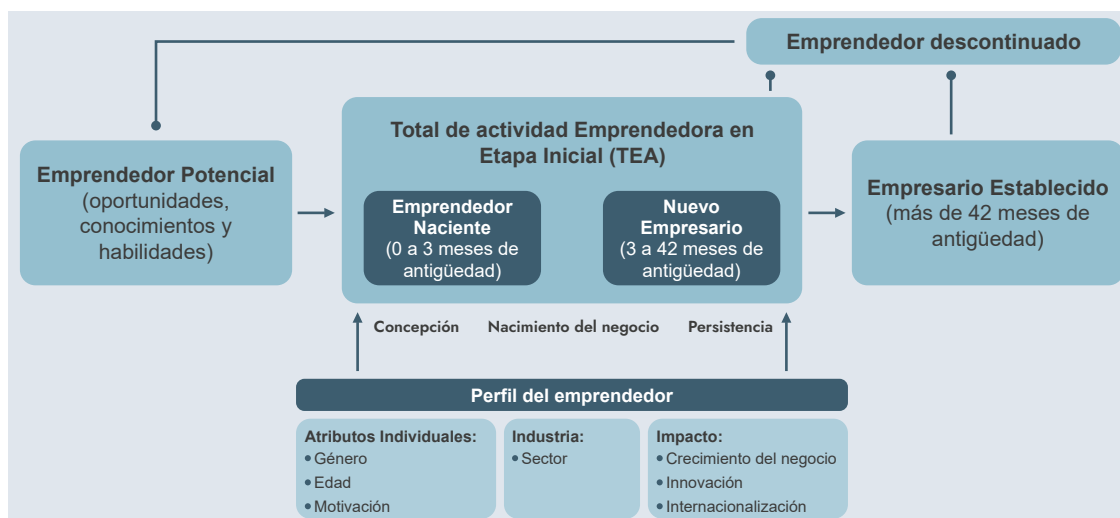 Emprendedor descontinuado
Total de actividad Emprendedora en
Etapa Inicial (TEA)
Emprendedor Potencial
(oportunidades,
conocimientos y
habilidades)
Emprendedor
Naciente
(0 a 3 meses de
antigüedad)
Nuevo
Empresario
(3 a 42 meses de
antigüedad)
Empresario Establecido
(más de 42 meses de
antigüedad)
Concepción
Nacimiento del negocio
Persistencia
Perfil del emprendedor
Atributos Individuales:
• Género
• Edad
• Motivación
Industria:
• Sector
Impacto:
• Crecimiento del negocio
• Innovación
• Internacionalización